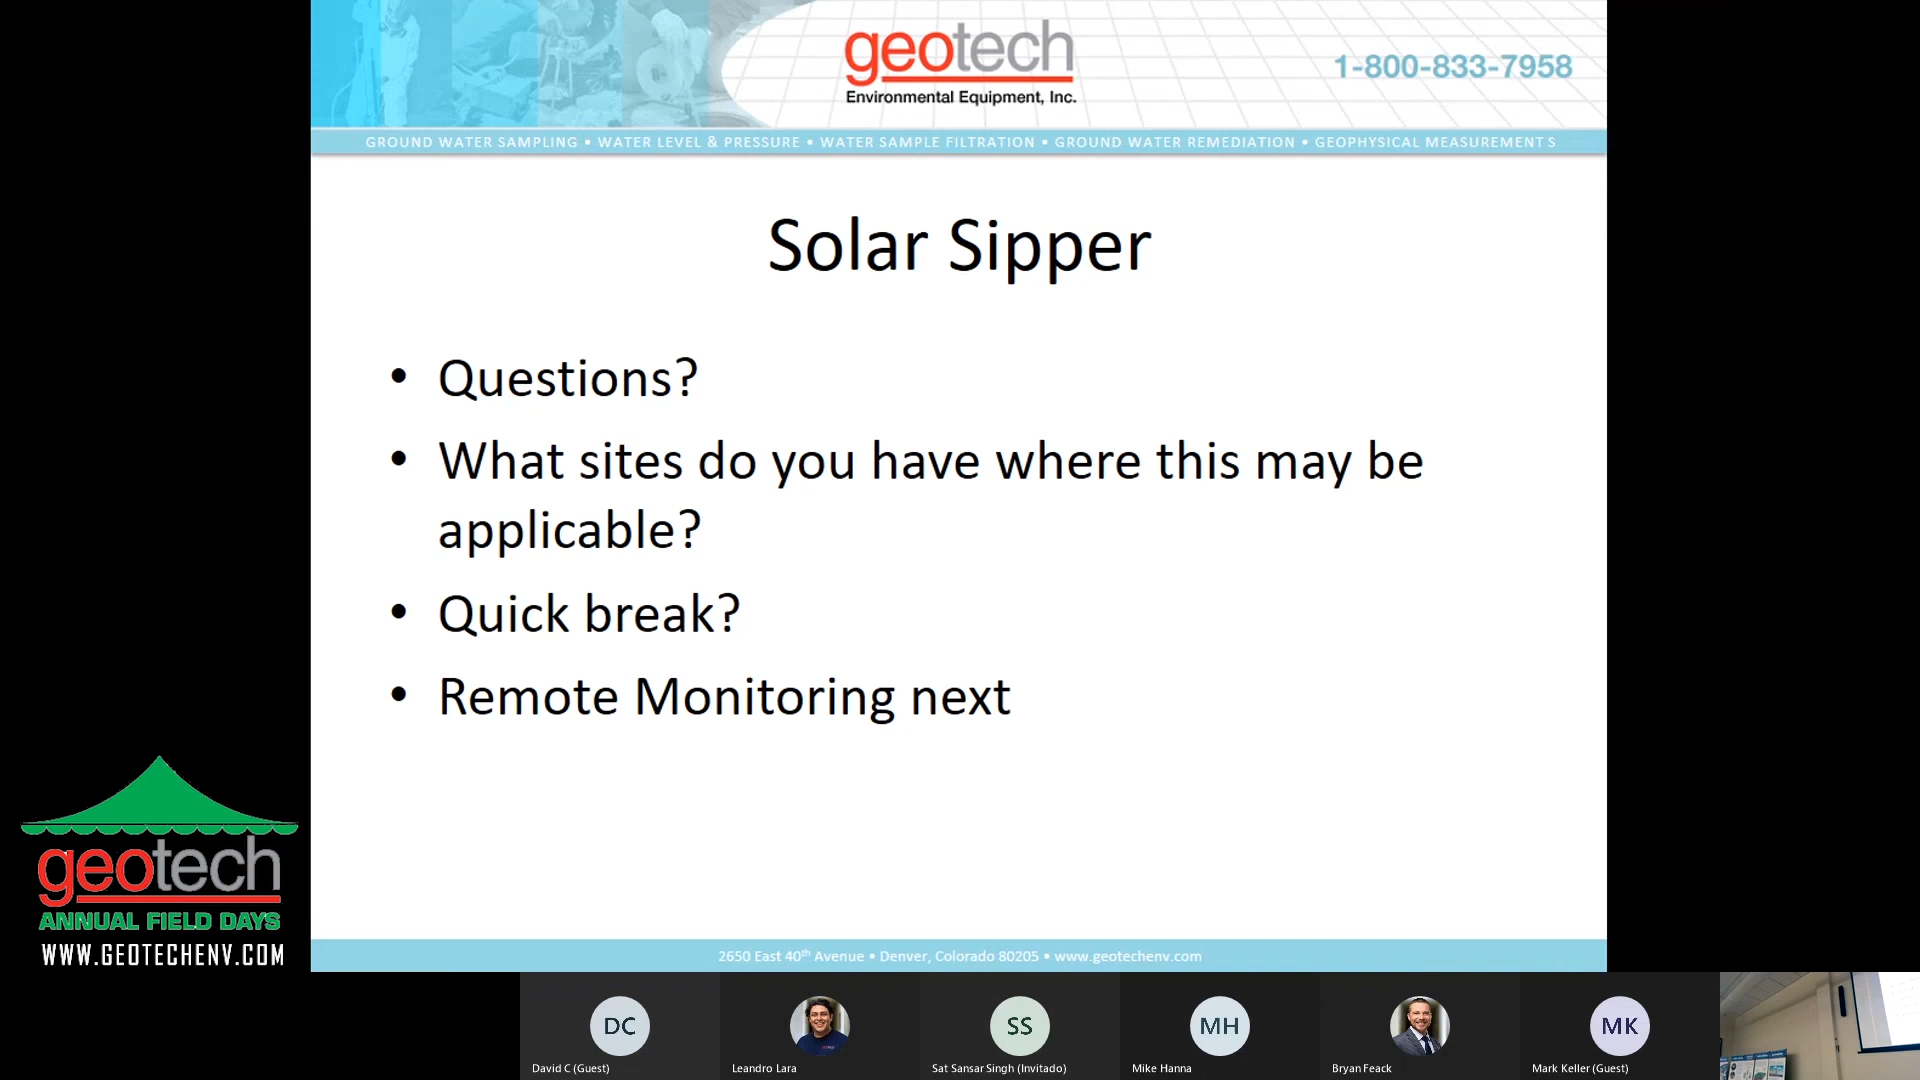 geotech
Environmental Equipment, Inc.
1-800-833-7958
GROUND WATER SAMPLING • WATER LEVEL & PRESSURE • WATER SAMPLE FILTRATION • GROUND WATER REMEDIATION • GEOPHYSICAL MEASUREMENTS
Solar Sipper
• Questions?
• What sites do you have where this may be
applicable?
• Quick break?
• Remote Monitoring next
geotech
ANNUAL FIELD DAYS
WWW.GEOTECHENV.COM
2650 East 40th Avenue • Denver, Colorado 80205 • www.geotechenv.com
DC
SS
MH
MK
David C (Guest)
Leandro Lara
Sat Sansar Singh (Invitado)
Mike Hanna
Bryan Feack
Mark Keller (Guest)